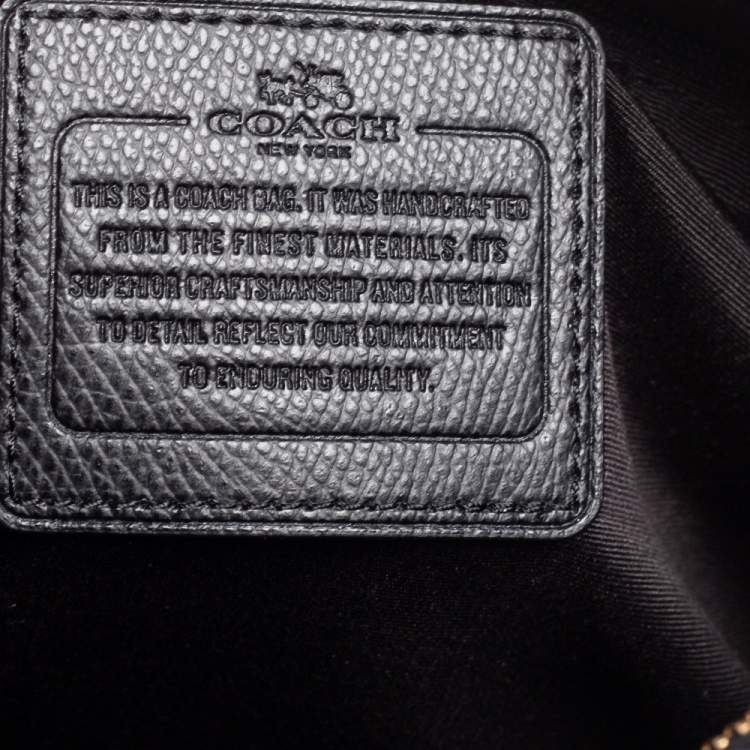 COACH
NEW YORK
THIS IS A COACH BAG. IT WAS HANDCRAFTED
FROM THE FINEST MATERIALS. ITS
SUPERIOR CRAFTSMANSHIP AND ATTENTION
TO DETAIL REFLECT OUR COMMITMENT
TO ENDURING QUALITY.